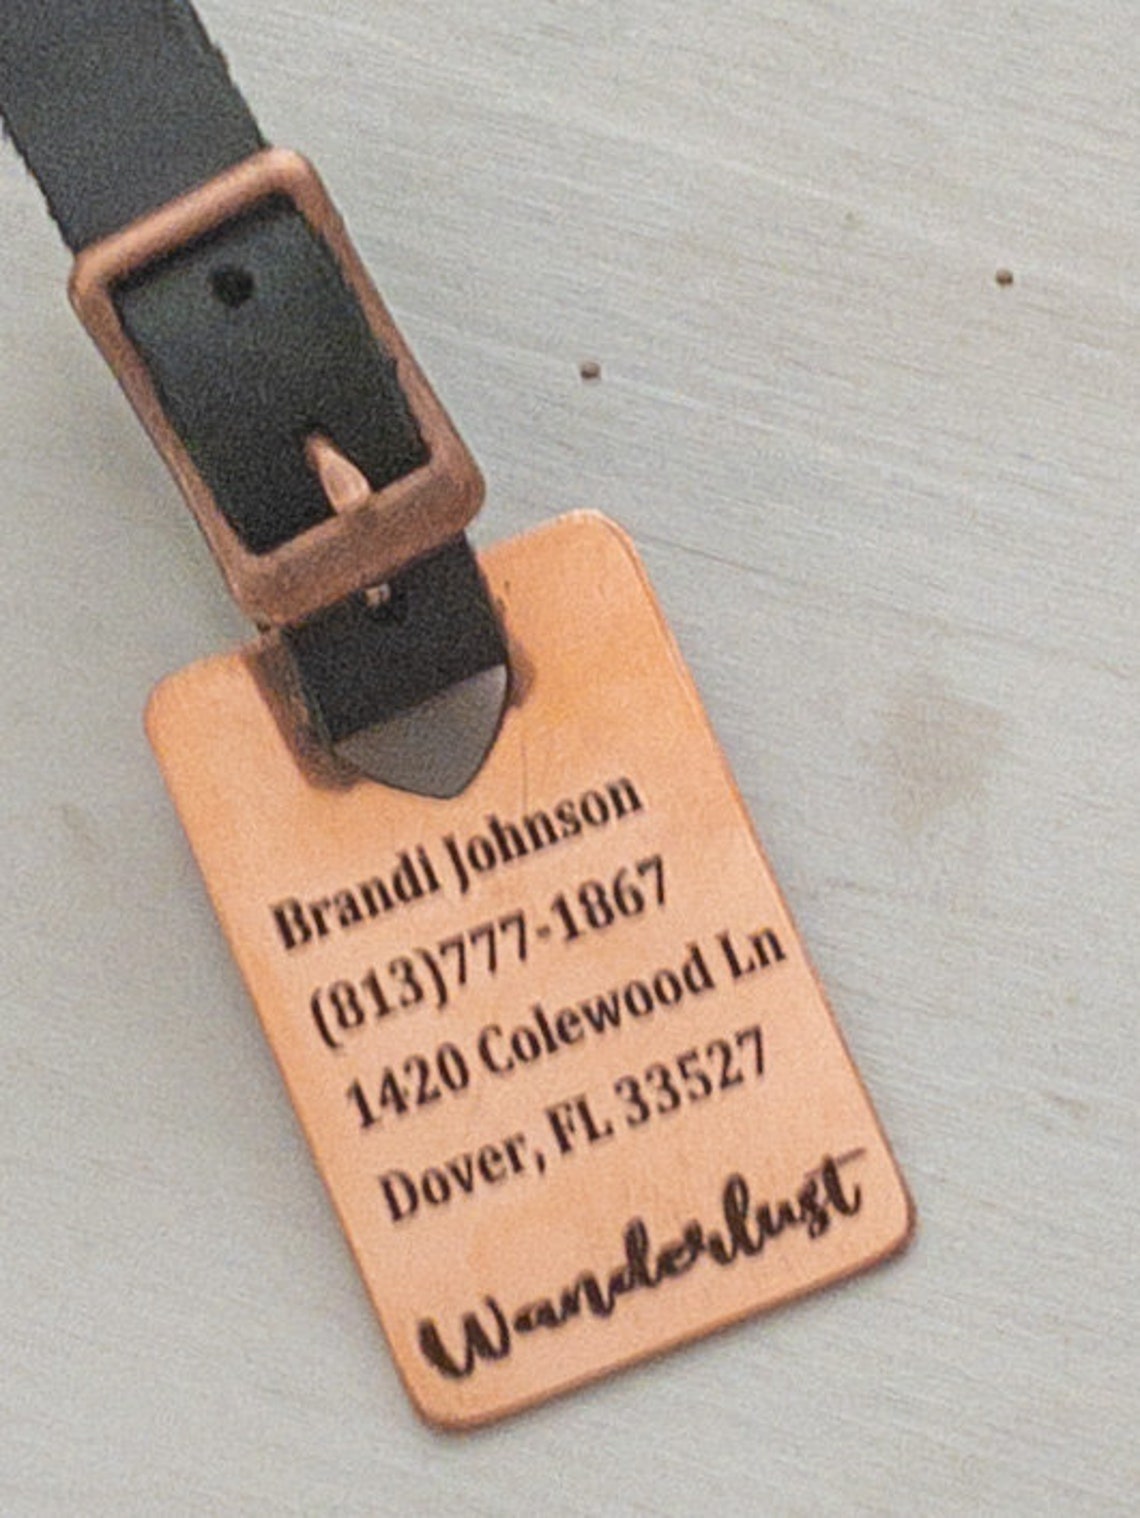 Brandi Johnson
(813)777-1867
1420 Colewood Ln
Dover, FL 33527
Wanderlust